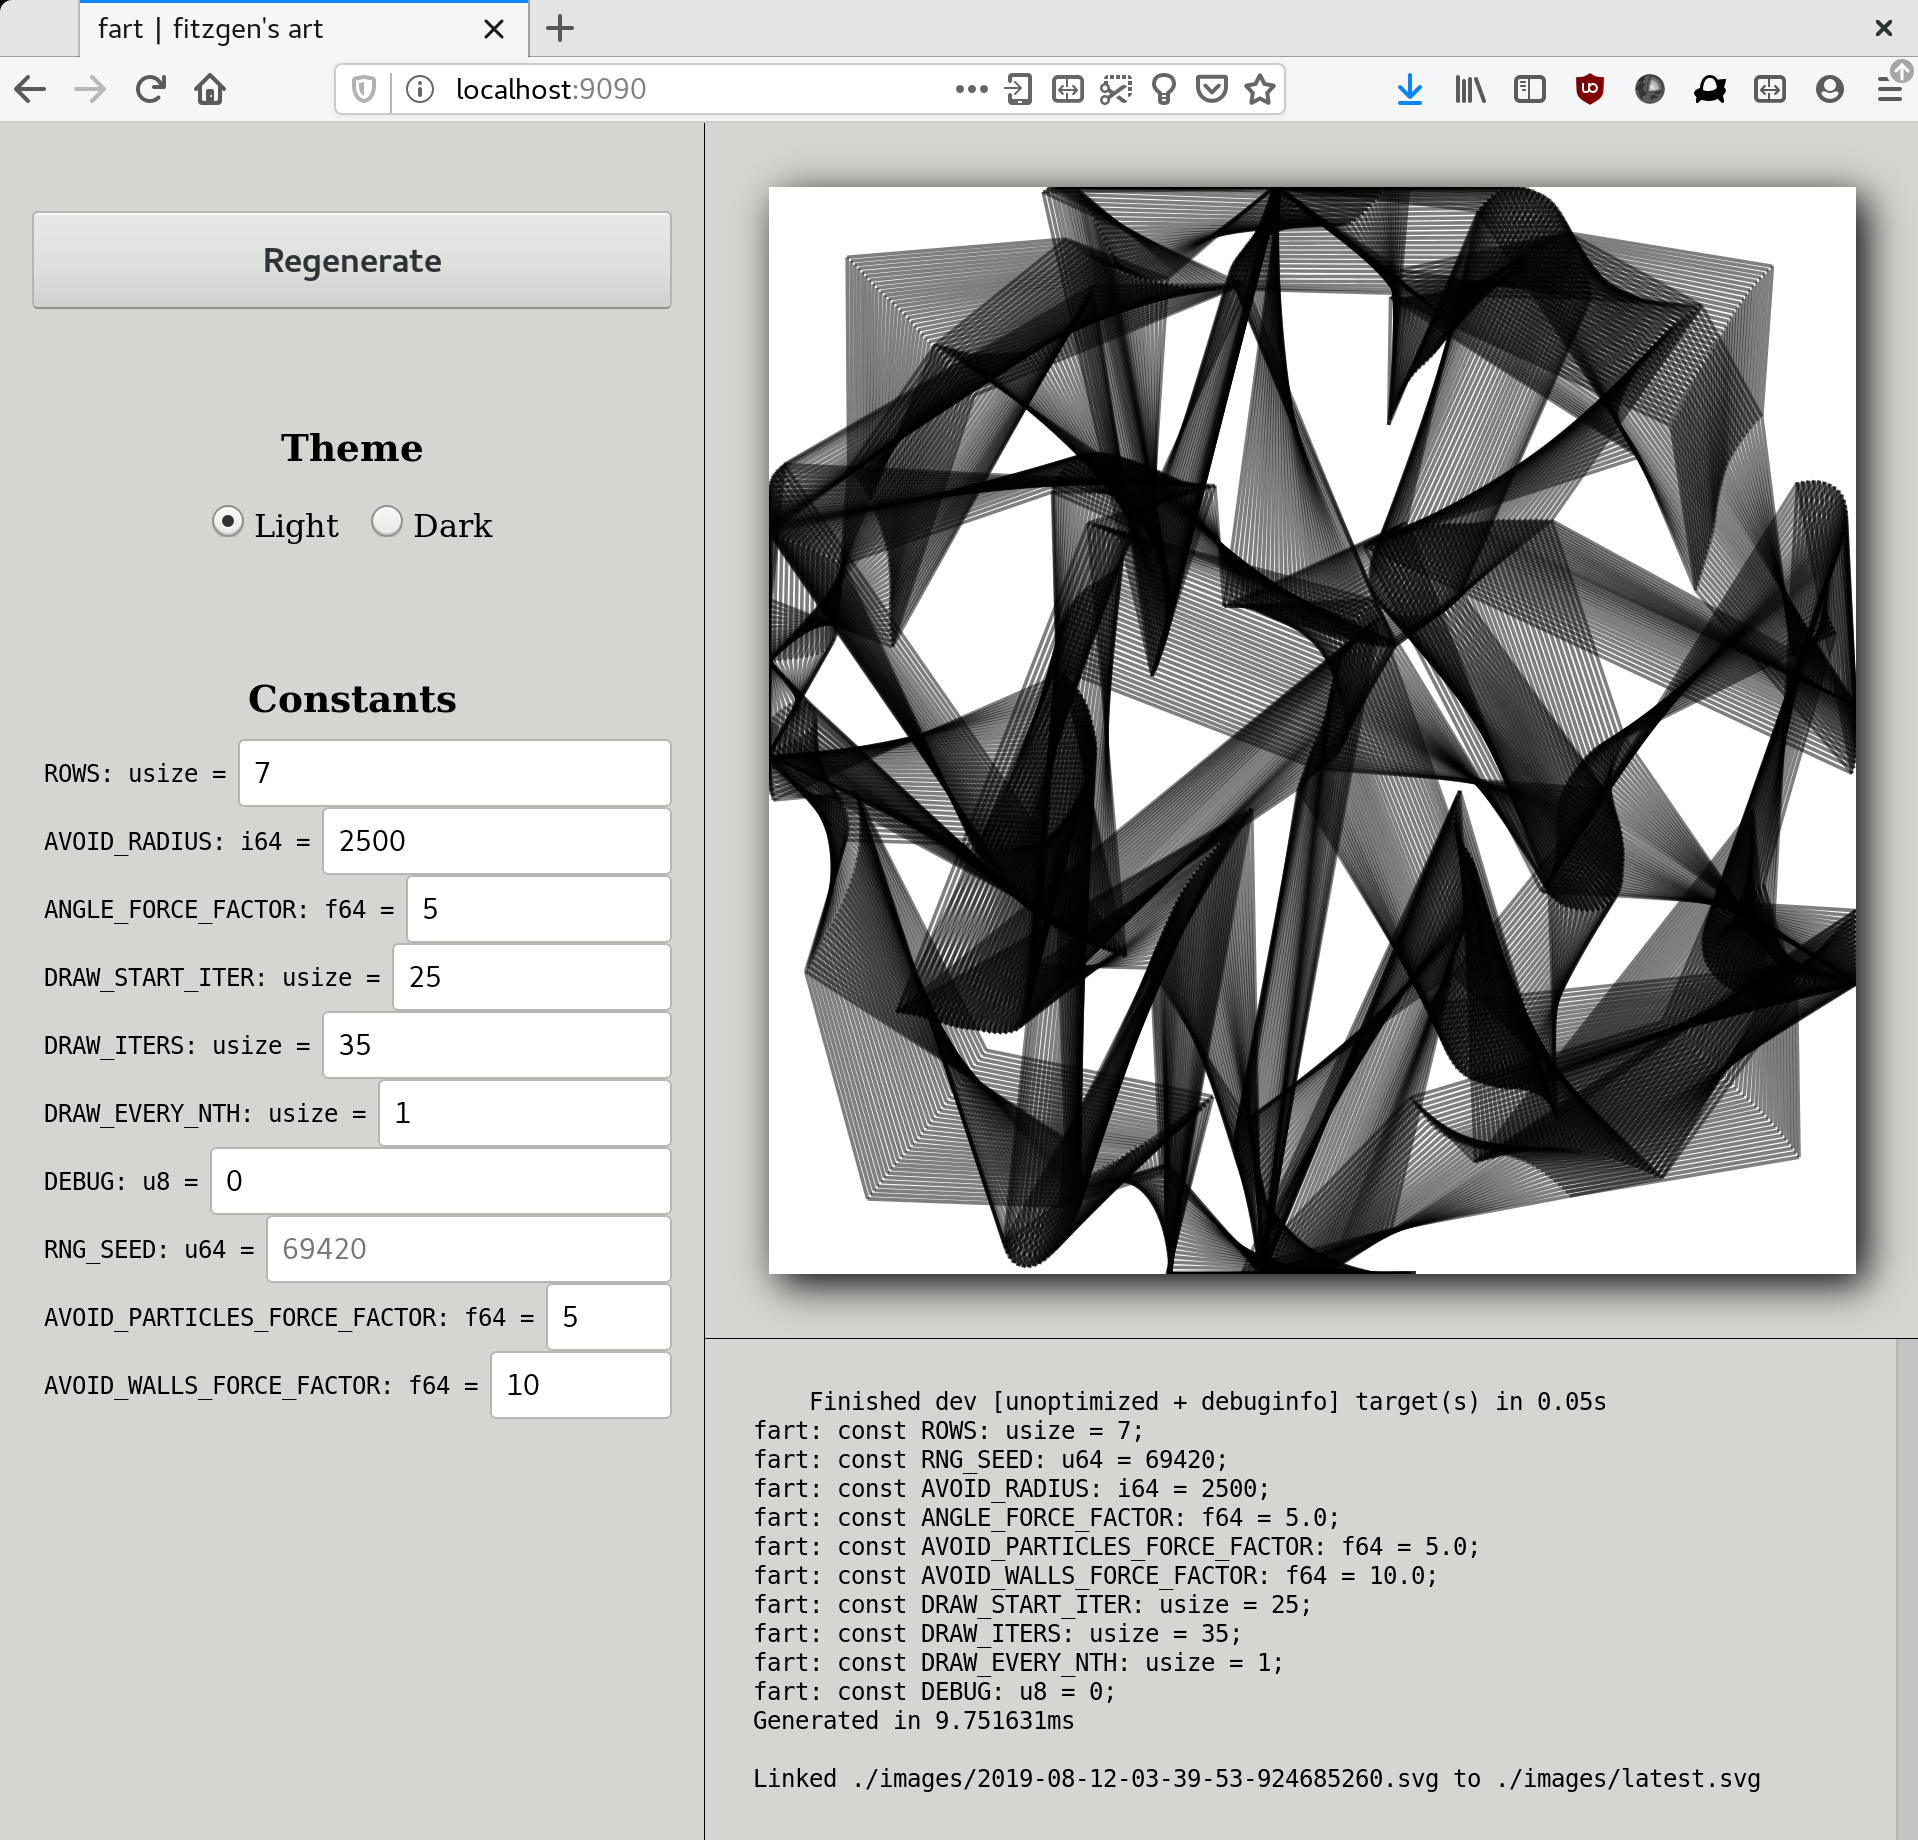 fart | fitzgen's art
localhost:9090
Regenerate
Theme
Light Dark
Constants
ROWS: usize = 7
AVOID_RADIUS: i64 = 2500
ANGLE_FORCE_FACTOR: f64 = 5
DRAW_START_ITER: usize = 25
DRAW_ITERS: usize = 35
DRAW_EVERY_NTH: usize = 1
DEBUG: u8 = 0
RNG_SEED: u64 = 69420
AVOID_PARTICLES_FORCE_FACTOR: f64 = 5
AVOID_WALLS_FORCE_FACTOR: f64 = 10
Finished dev [unoptimized + debuginfo] target(s) in 0.05s
fart: const ROWS: usize = 7;
fart: const RNG_SEED: u64 = 69420;
fart: const AVOID_RADIUS: i64 = 2500;
fart: const ANGLE_FORCE_FACTOR: f64 = 5.0;
fart: const AVOID_PARTICLES_FORCE_FACTOR: f64 = 5.0;
fart: const AVOID_WALLS_FORCE_FACTOR: f64 = 10.0;
fart: const DRAW_START_ITER: usize = 25;
fart: const DRAW_ITERS: usize = 35;
fart: const DRAW_EVERY_NTH: usize = 1;
fart: const DEBUG: u8 = 0;
Generated in 9.751631ms
Linked ./images/2019-08-12-03-39-53-924685260.svg to ./images/latest.svg